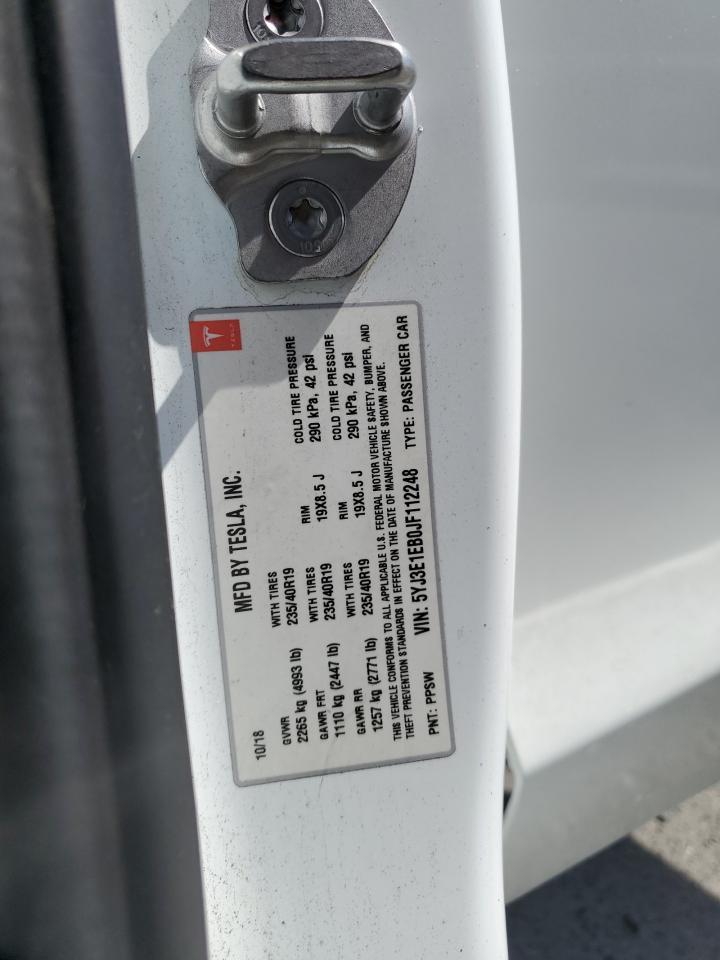 TESLA
MFD BY TESLA, INC.
10/18
GVWR
2265 kg (4993 lb)
WITH TIRES
235/40R19
RIM
19X8.5 J
COLD TIRE PRESSURE
290 kPa, 42 psi
GAWR FRT
1110 kg (2447 lb)
WITH TIRES
235/40R19
RIM
19X8.5 J
COLD TIRE PRESSURE
290 kPa, 42 psi
GAWR RR
1257 kg (2771 lb)
WITH TIRES
235/40R19
THIS VEHICLE CONFORMS TO ALL APPLICABLE U.S. FEDERAL MOTOR VEHICLE SAFETY, BUMPER, AND
THEFT PREVENTION STANDARDS IN EFFECT ON THE DATE OF MANUFACTURE SHOWN ABOVE.
PNT: PPSW VIN: 5YJ3E1EB0JF112248 TYPE: PASSENGER CAR